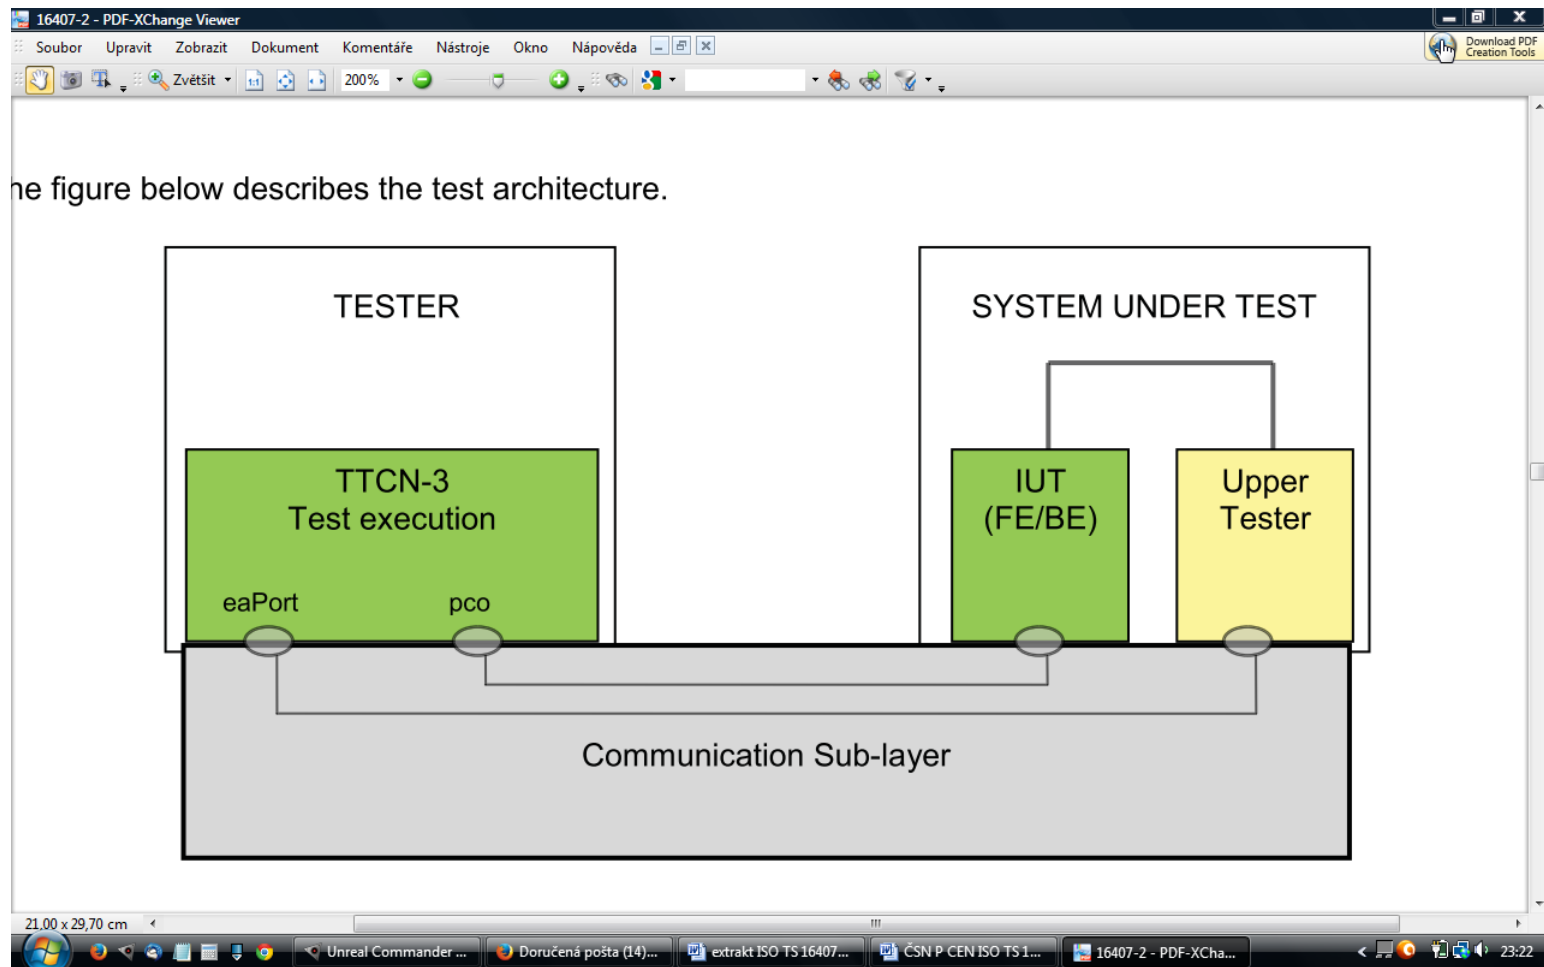 16407-2 - PDF-XChange Viewer
Soubor Upravit Zobrazit Dokument Komentáře Nástroje Okno Nápověda
Download PDF
Creation Tools
Zvětšit 1:1 200%
he figure below describes the test architecture.
TESTER
SYSTEM UNDER TEST
TTCN-3
Test execution
IUT
(FE/BE)
Upper
Tester
eaPort
pco
Communication Sub-layer
21,00 x 29,70 cm
Unreal Commander ... Doručená pošta (14)... extrakt ISO TS 16407... ČSN P CEN ISO TS 1... 16407-2 - PDF-XCha... 23:22